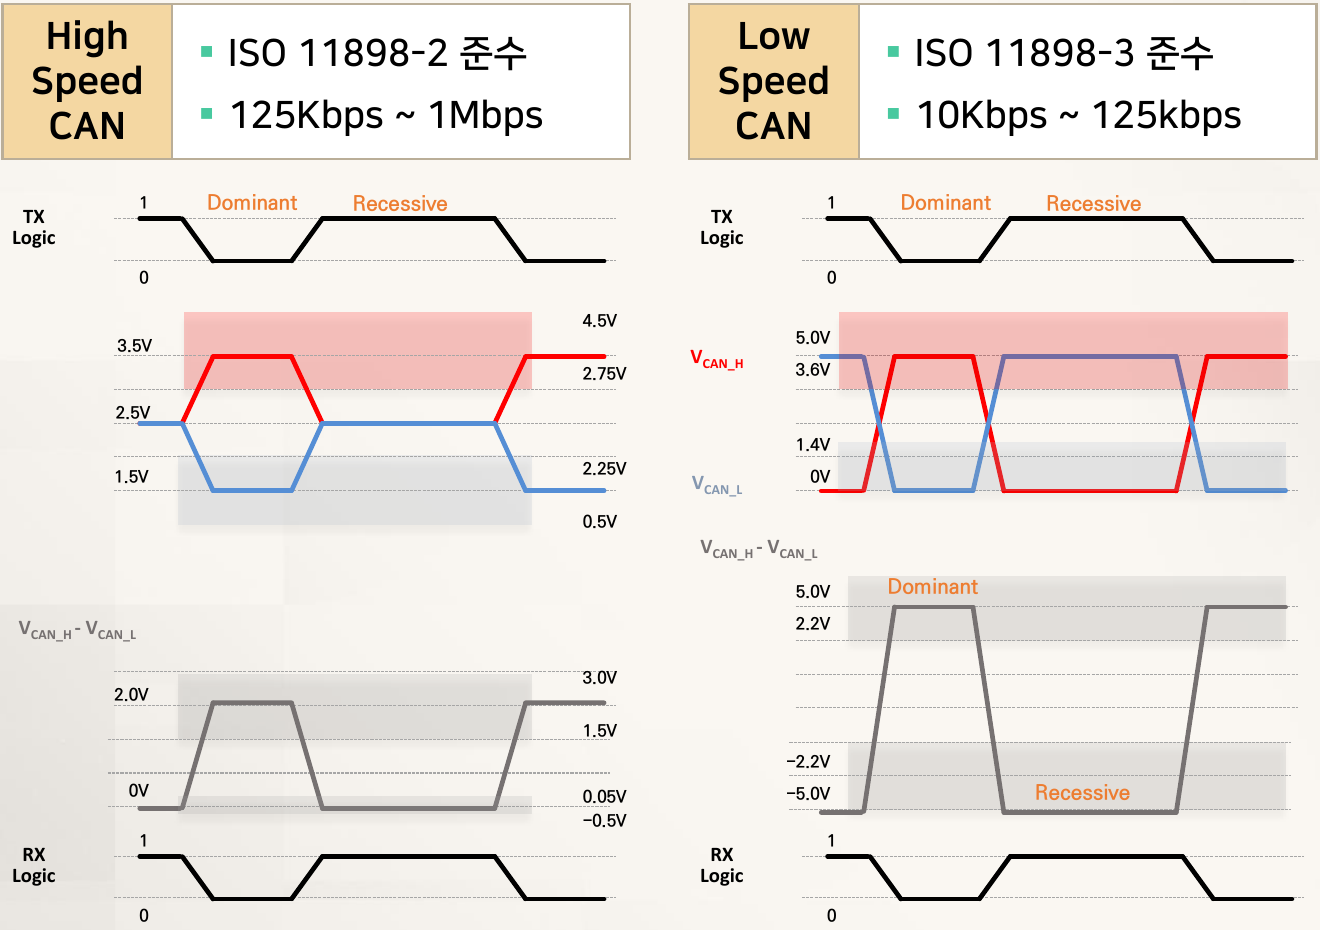 High
Speed
CAN
▪ ISO 11898-2 준수
▪ 125Kbps ~ 1Mbps
TX
Logic
1
Dominant
Recessive
0
3.5V
2.5V
1.5V
4.5V
2.75V
2.25V
0.5V
VCAN_H - VCAN_L
2.0V
0V
3.0V
1.5V
0.05V
−0.5V
RX
Logic
1
0
Low
Speed
CAN
▪ ISO 11898-3 준수
▪ 10Kbps ~ 125kbps
TX
Logic
1
Dominant
Recessive
0
VCAN_H
5.0V
3.6V
1.4V
0V
VCAN_L
VCAN_H - VCAN_L
5.0V
Dominant
2.2V
−2.2V
−5.0V
Recessive
RX
Logic
1
0